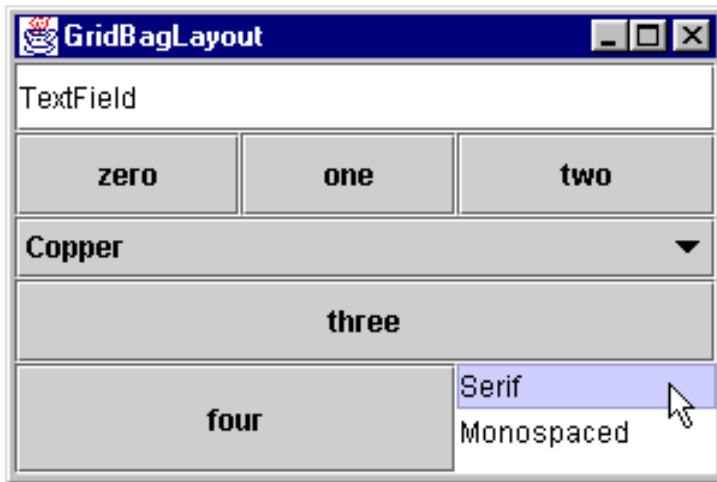 GridBagLayout
TextField
zero one two
Copper
three
four
Serif
Monospaced